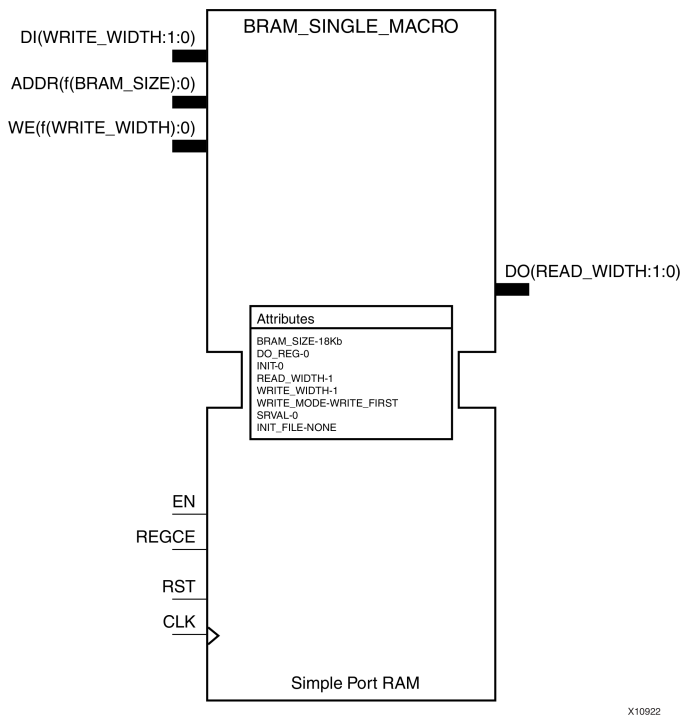 BRAM_SINGLE_MACRO
DI(WRITE_WIDTH:1:0)
ADDR(f(BRAM_SIZE):0)
WE(f(WRITE_WIDTH):0)
DO(READ_WIDTH:1:0)
Attributes
BRAM_SIZE-18Kb
DO_REG-0
INIT-0
READ_WIDTH-1
WRITE_WIDTH-1
WRITE_MODE-WRITE_FIRST
SRVAL-0
INIT_FILE-NONE
EN
REGCE
RST
CLK
Simple Port RAM
X10922